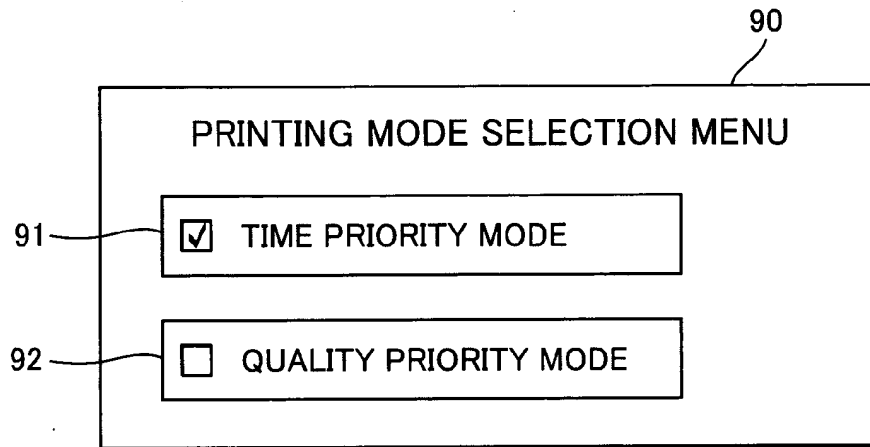 90
PRINTING MODE SELECTION MENU
91
TIME PRIORITY MODE
92
QUALITY PRIORITY MODE